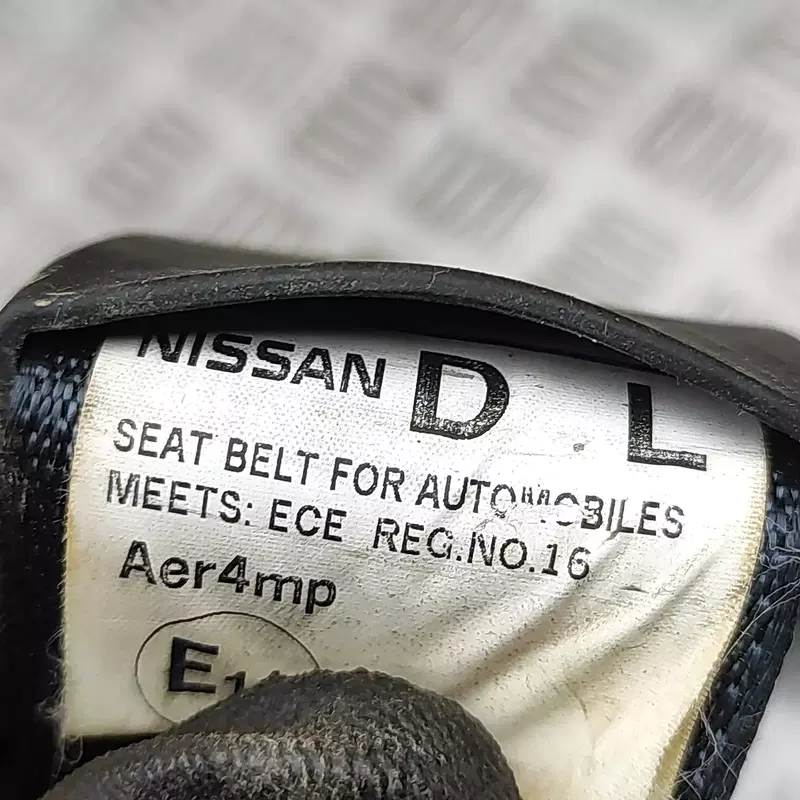 NISSAN D L
SEAT BELT FOR AUTOMOBILES
MEETS: ECE REG.NO.16
Aer4mp